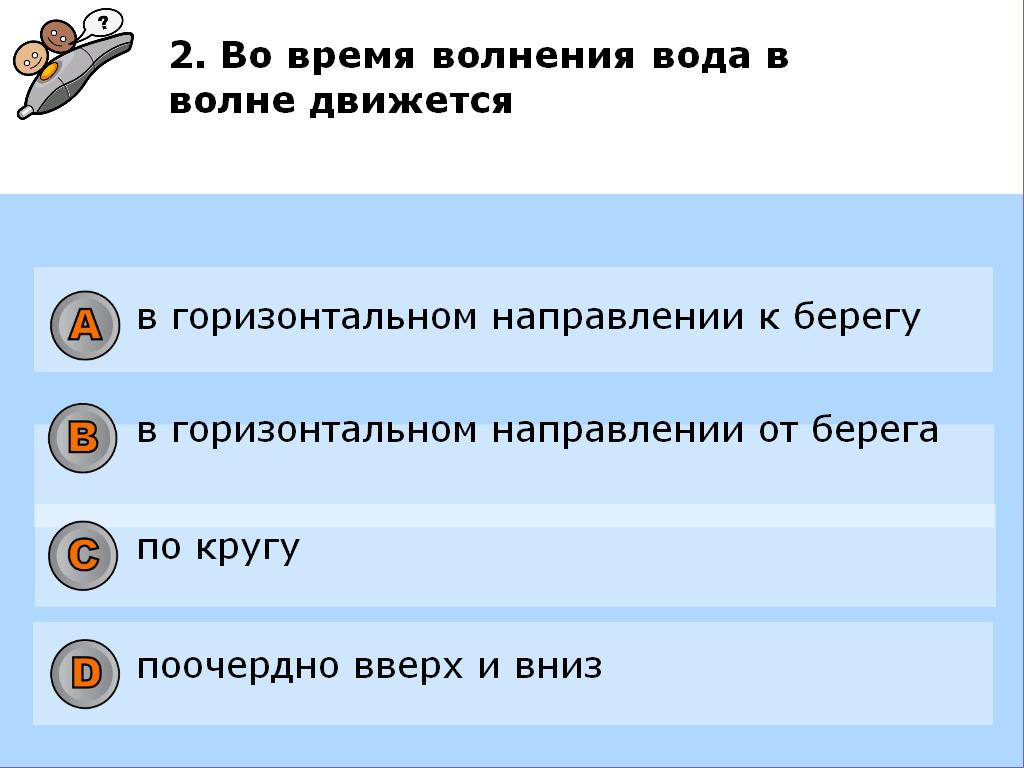 ?
2. Во время волнения вода в
волне движется
A в горизонтальном направлении к берегу
B в горизонтальном направлении от берега
C по кругу
D поочердно вверх и вниз